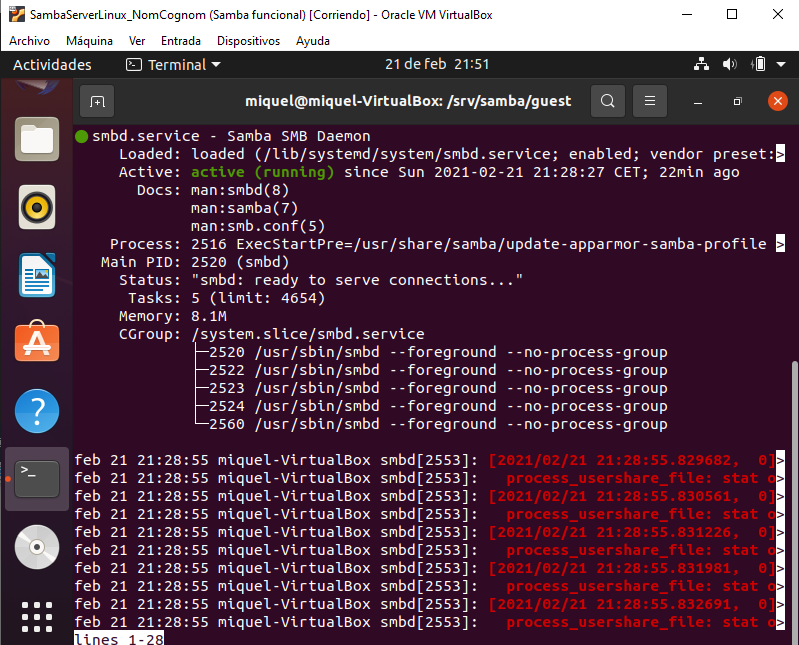 SambaServerLinux_NomCognom (Samba funcional) [Corriendo] - Oracle VM VirtualBox
Archivo Máquina Ver Entrada Dispositivos Ayuda
Actividades Terminal 21 de feb 21:51
miquel@miquel-VirtualBox: /srv/samba/guest
smbd.service - Samba SMB Daemon
Loaded: loaded (/lib/systemd/system/smbd.service; enabled; vendor preset:>
Active: active (running) since Sun 2021-02-21 21:28:27 CET; 22min ago
Docs: man:smbd(8)
man:samba(7)
man:smb.conf(5)
Process: 2516 ExecStartPre=/usr/share/samba/update-apparmor-samba-profile >
Main PID: 2520 (smbd)
Status: "smbd: ready to serve connections..."
Tasks: 5 (limit: 4654)
Memory: 8.1M
CGroup: /system.slice/smbd.service
├─2520 /usr/sbin/smbd --foreground --no-process-group
├─2522 /usr/sbin/smbd --foreground --no-process-group
├─2523 /usr/sbin/smbd --foreground --no-process-group
├─2524 /usr/sbin/smbd --foreground --no-process-group
└─2560 /usr/sbin/smbd --foreground --no-process-group
feb 21 21:28:55 miquel-VirtualBox smbd[2553]: [2021/02/21 21:28:55.829682, 0]>
feb 21 21:28:55 miquel-VirtualBox smbd[2553]: process_usershare_file: stat o>
feb 21 21:28:55 miquel-VirtualBox smbd[2553]: [2021/02/21 21:28:55.830561, 0]>
feb 21 21:28:55 miquel-VirtualBox smbd[2553]: process_usershare_file: stat o>
feb 21 21:28:55 miquel-VirtualBox smbd[2553]: [2021/02/21 21:28:55.831226, 0]>
feb 21 21:28:55 miquel-VirtualBox smbd[2553]: process_usershare_file: stat o>
feb 21 21:28:55 miquel-VirtualBox smbd[2553]: [2021/02/21 21:28:55.831981, 0]>
feb 21 21:28:55 miquel-VirtualBox smbd[2553]: process_usershare_file: stat o>
feb 21 21:28:55 miquel-VirtualBox smbd[2553]: [2021/02/21 21:28:55.832691, 0]>
feb 21 21:28:55 miquel-VirtualBox smbd[2553]: process_usershare_file: stat o>
lines 1-28